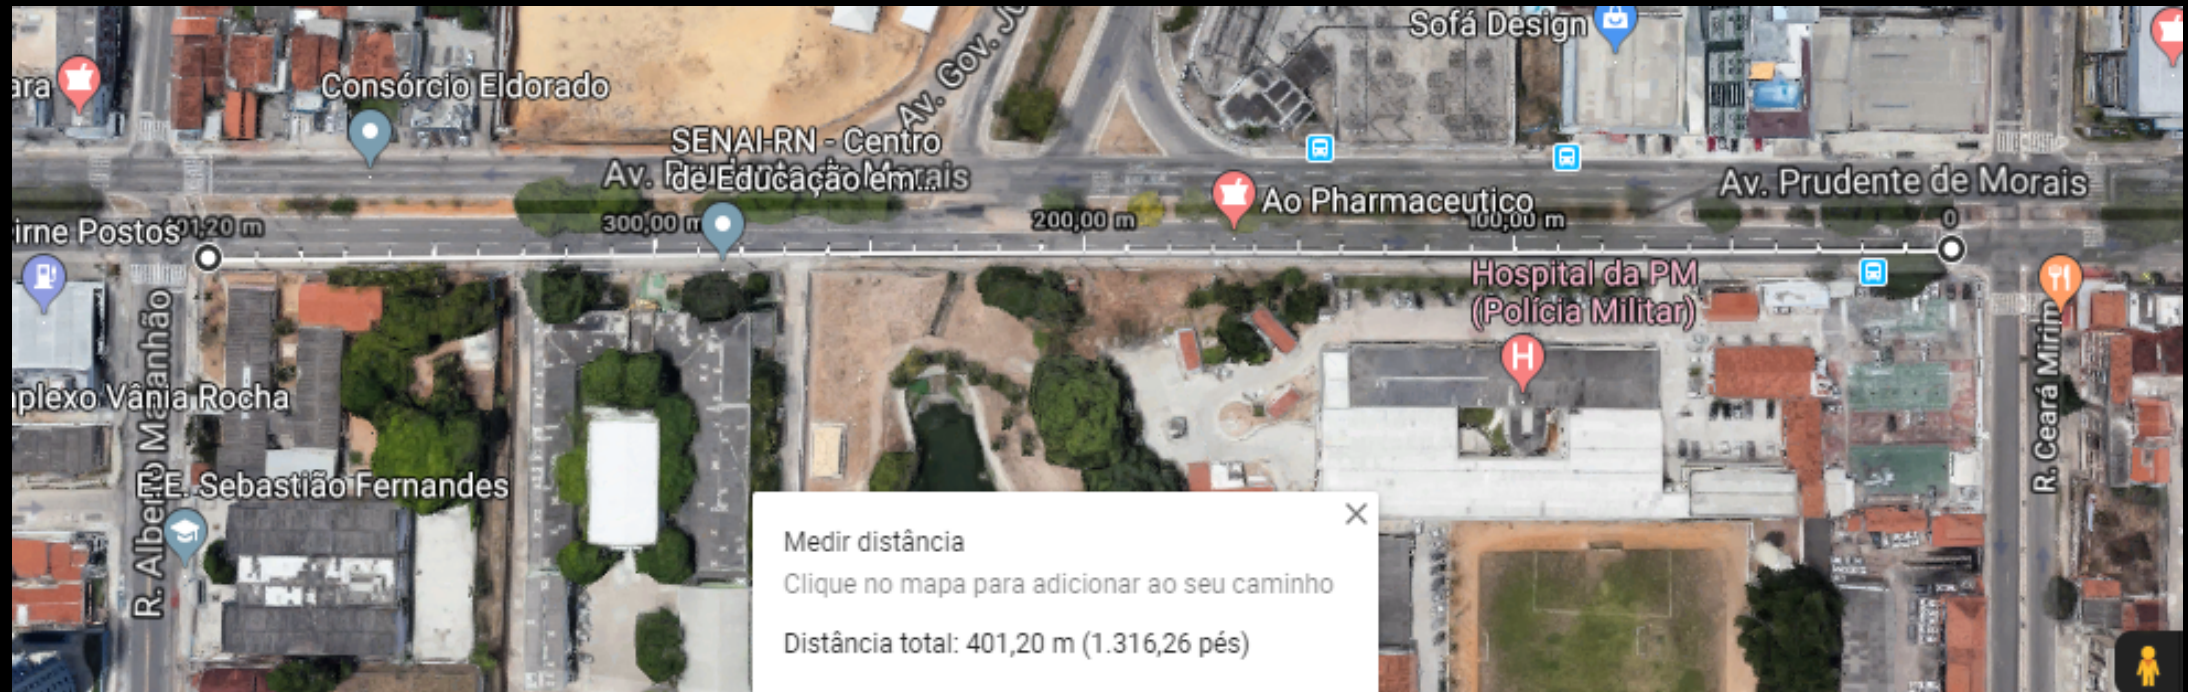 Sofá Design
ara
Consórcio Eldorado
Av. Gov.
SENAI-RN - Centro
de Educação em...
Av. Prudente de Morais
Ao Pharmaceutico
Av. Prudente de Morais
irne Postos
300,00 m
200,00 m
100,00 m
0
Hospital da PM
(Polícia Militar)
H
R. Alberto Maranhão
R. Ceará Mirim
plexo Vânia Rocha
E.E. Sebastião Fernandes
Medir distância
Clique no mapa para adicionar ao seu caminho
Distância total: 401,20 m (1.316,26 pés)